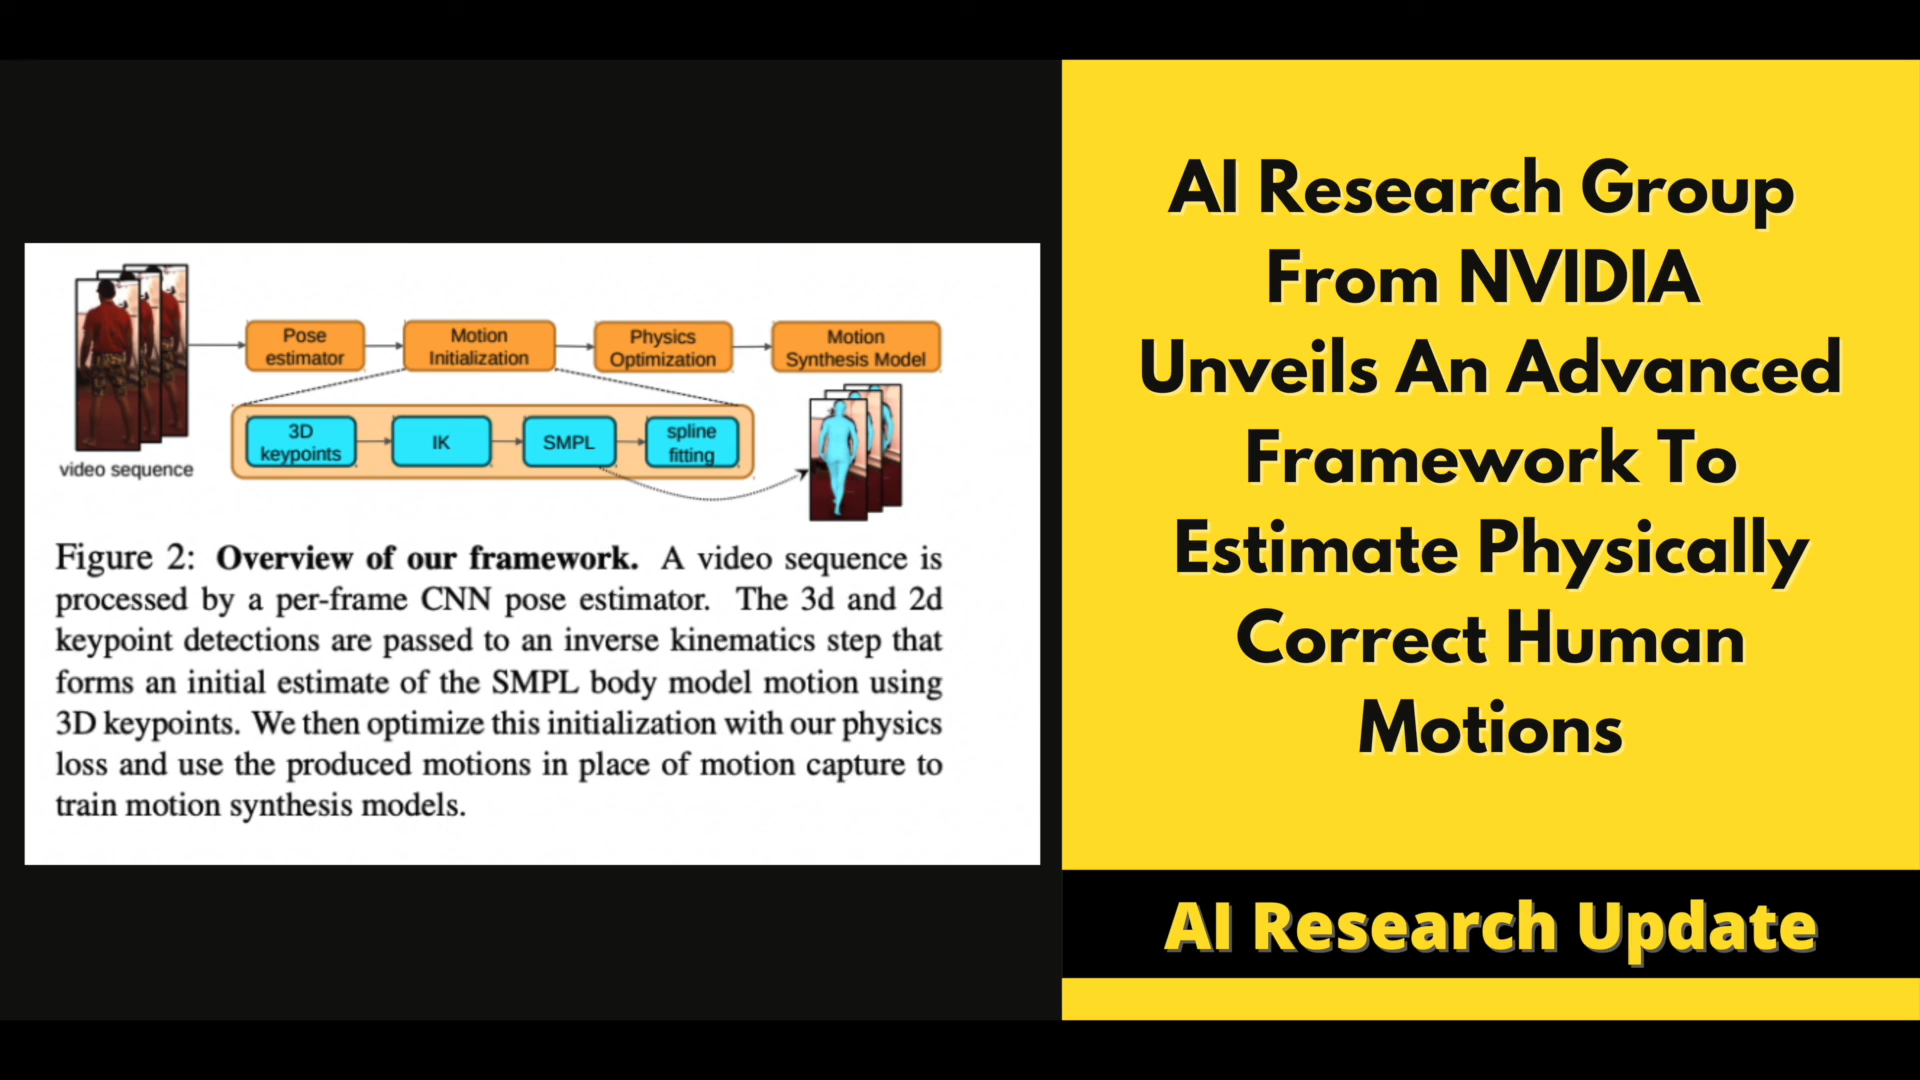 Pose
estimator
Motion
Initialization
Physics
Optimization
Motion
Synthesis Model
3D
keypoints
IK
SMPL
spline
fitting
video sequence
Figure 2: Overview of our framework. A video sequence is
processed by a per-frame CNN pose estimator. The 3d and 2d
keypoint detections are passed to an inverse kinematics step that
forms an initial estimate of the SMPL body model motion using
3D keypoints. We then optimize this initialization with our physics
loss and use the produced motions in place of motion capture to
train motion synthesis models.
AI Research Group
From NVIDIA
Unveils An Advanced
Framework To
Estimate Physically
Correct Human
Motions
AI Research Update